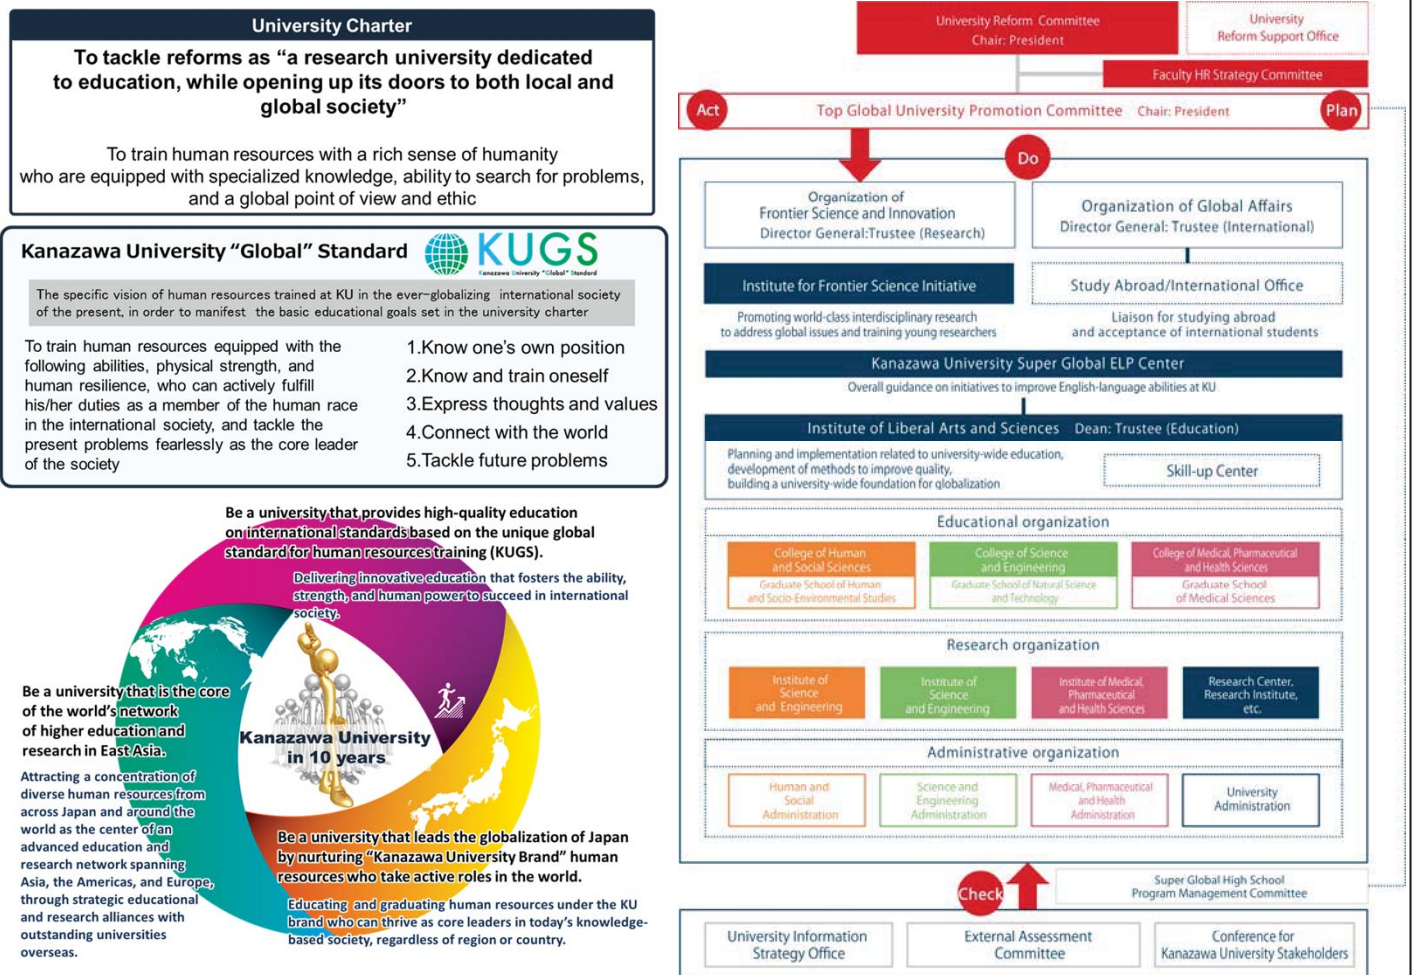 University Charter
To tackle reforms as “a research university dedicated
to education, while opening up its doors to both local and
global society”
To train human resources with a rich sense of humanity
who are equipped with specialized knowledge, ability to search for problems,
and a global point of view and ethic
Kanazawa University “Global” Standard
KUGS
Kanazawa University “Global” Standard
The specific vision of human resources trained at KU in the ever-globalizing international society
of the present, in order to manifest the basic educational goals set in the university charter
To train human resources equipped with the
following abilities, physical strength, and
human resilience, who can actively fulfill
his/her duties as a member of the human race
in the international society, and tackle the
present problems fearlessly as the core leader
of the society
1.Know one’s own position
2.Know and train oneself
3.Express thoughts and values
4.Connect with the world
5.Tackle future problems
Be a university that provides high-quality education
on international standards based on the unique global
standard for human resources training (KUGS).
Delivering innovative education that fosters the ability,
strength, and human power to succeed in international
society.
Be a university that is the core
of the world’s network
of higher education and
research in East Asia.
Attracting a concentration of
diverse human resources from
across Japan and around the
world as the center of an
advanced education and
research network spanning
Asia, the Americas, and Europe,
through strategic educational
and research alliances with
outstanding universities
overseas.
Kanazawa University
in 10 years
Be a university that leads the globalization of Japan
by nurturing “Kanazawa University Brand” human
resources who take active roles in the world.
Educating and graduating human resources under the KU
brand who can thrive as core leaders in today’s knowledge-
based society, regardless of region or country.
University Reform Committee
Chair: President
University
Reform Support Office
Faculty HR Strategy Committee
Act
Top Global University Promotion Committee Chair: President
Plan
Do
Organization of
Frontier Science and Innovation
Director General:Trustee (Research)
Organization of Global Affairs
Director General: Trustee (International)
Institute for Frontier Science Initiative
Promoting world-class interdisciplinary research
to address global issues and training young researchers
Study Abroad/International Office
Liaison for studying abroad
and acceptance of international students
Kanazawa University Super Global ELP Center
Overall guidance on initiatives to improve English-language abilities at KU
Institute of Liberal Arts and Sciences Dean: Trustee (Education)
Planning and implementation related to university-wide education,
development of methods to improve quality,
building a university-wide foundation for globalization
Skill-up Center
Educational organization
College of Human
and Social Sciences
Graduate School of Human
and Socio-Environmental Studies
College of Science
and Engineering
Graduate School of Natural Science
and Technology
College of Medical, Pharmaceutical
and Health Sciences
Graduate School
of Medical Sciences
Research organization
Institute of
Science
and Engineering
Institute of
Science
and Engineering
Institute of Medical,
Pharmaceutical
and Health Sciences
Research Center,
Research Institute,
etc.
Administrative organization
Human and
Social
Administration
Science and
Engineering
Administration
Medical, Pharmaceutical
and Health
Administration
University
Administration
Check
Super Global High School
Program Management Committee
University Information
Strategy Office
External Assessment
Committee
Conference for
Kanazawa University Stakeholders